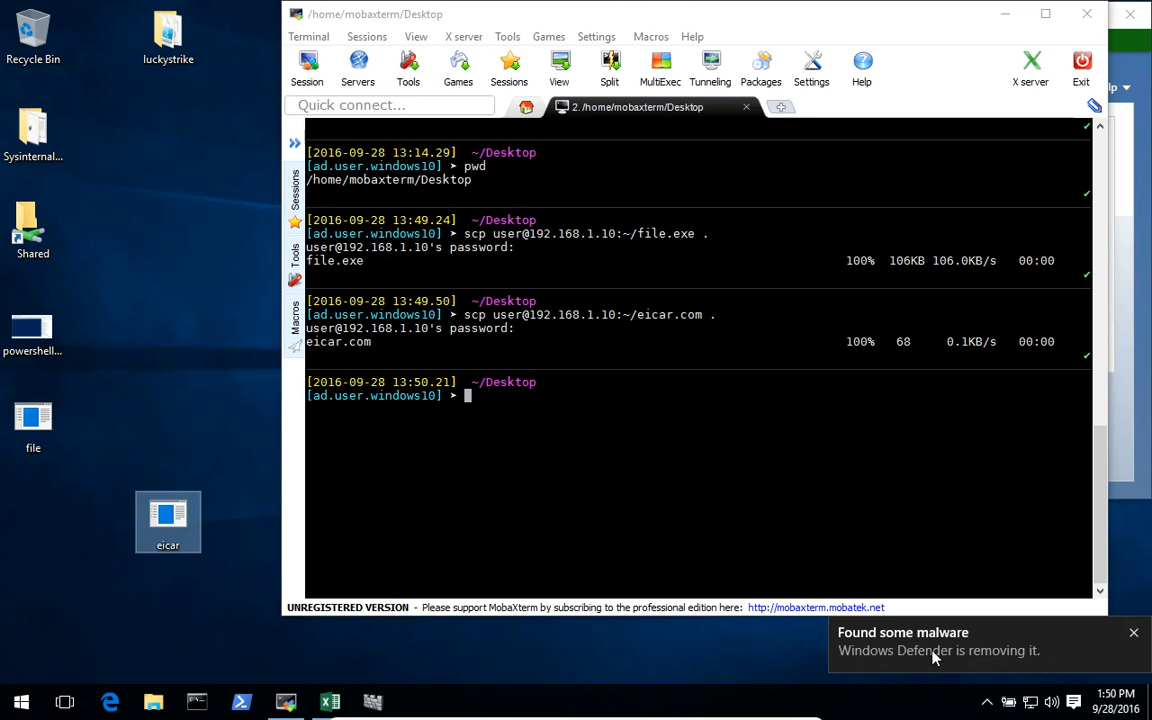 Recycle Bin
luckystrike
Sysinternal...
Shared
powershell...
file
eicar
/home/mobaxterm/Desktop
Terminal Sessions View X server Tools Games Settings Macros Help
Session Servers Tools Games Sessions View Split MultiExec Tunneling Packages Settings Help X server Exit
Quick connect...
2. /home/mobaxterm/Desktop
Sessions
Tools
Macros
[2016-09-28 13:14.29] ~/Desktop
[ad.user.windows10] ➤ pwd
/home/mobaxterm/Desktop
[2016-09-28 13:49.24] ~/Desktop
[ad.user.windows10] ➤ scp user@192.168.1.10:~/file.exe .
user@192.168.1.10's password:
file.exe 100% 106KB 106.0KB/s 00:00
[2016-09-28 13:49.50] ~/Desktop
[ad.user.windows10] ➤ scp user@192.168.1.10:~/eicar.com .
user@192.168.1.10's password:
eicar.com 100% 68 0.1KB/s 00:00
[2016-09-28 13:50.21] ~/Desktop
[ad.user.windows10] ➤
UNREGISTERED VERSION - Please support MobaXterm by subscribing to the professional edition here: http://mobaxterm.mobatek.net
Found some malware
Windows Defender is removing it.
1:50 PM
9/28/2016